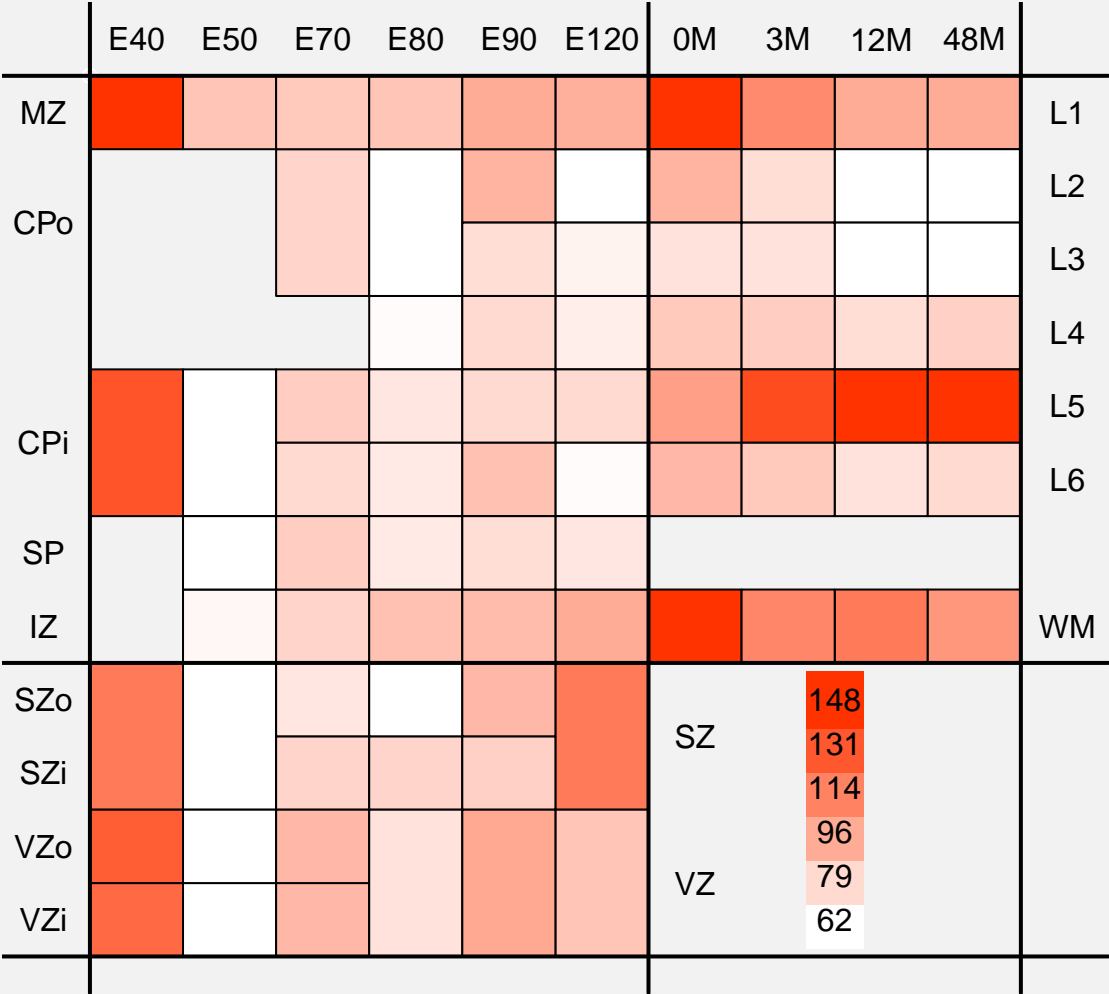 E40 E50 E70 E80 E90 E120 0M 3M 12M 48M
MZ L1
L2
CPo
L3
L4
L5
CPi
L6
SP
IZ WM
SZo 148
SZ
131
SZi 114
VZo 96
79
VZ
VZi 62